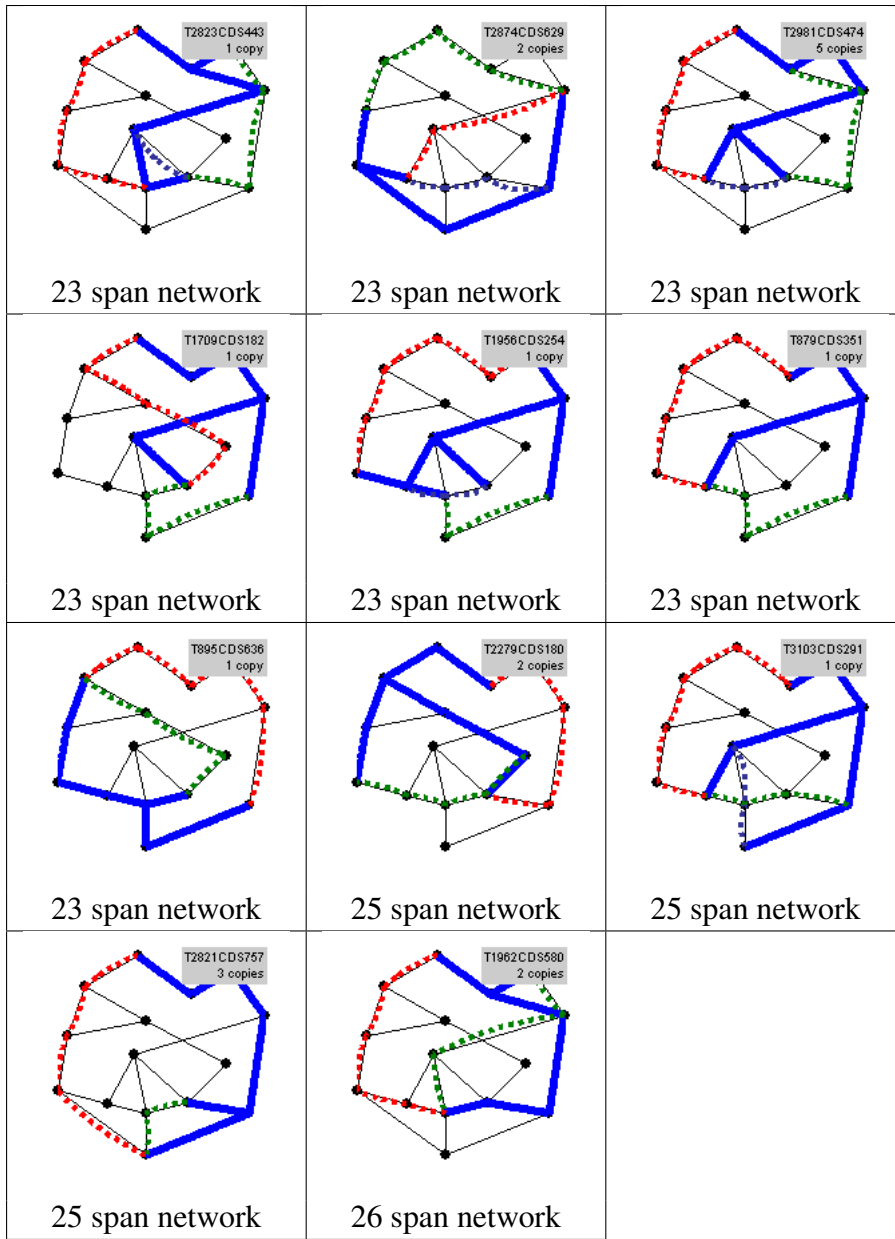 T2823CDS443
1 copy
23 span network
T2874CDS629
2 copies
23 span network
T2981CDS474
5 copies
23 span network
T1709CDS182
1 copy
23 span network
T1956CDS254
1 copy
23 span network
T879CDS351
1 copy
23 span network
T895CDS636
1 copy
23 span network
T2279CDS180
2 copies
25 span network
T3103CDS291
1 copy
25 span network
T2821CDS757
3 copies
25 span network
T1962CDS580
2 copies
26 span network